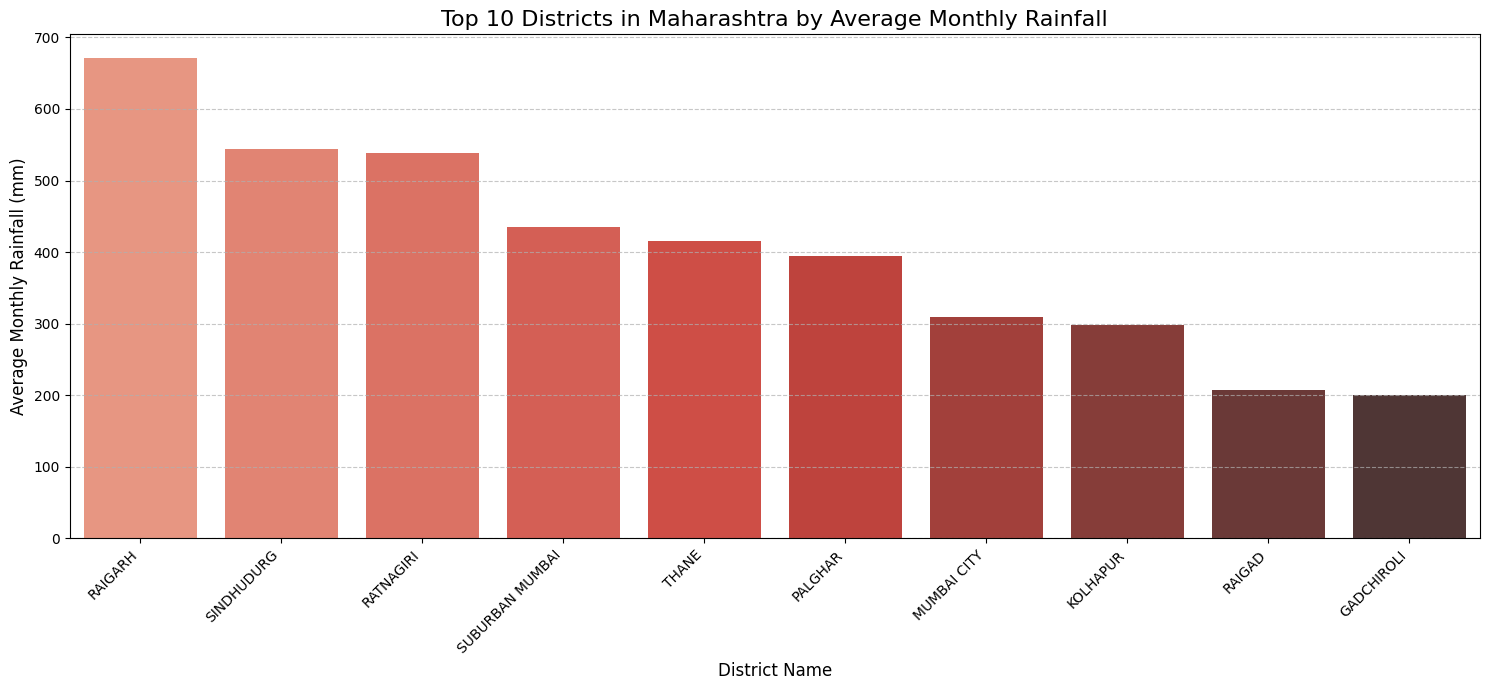 Top 10 Districts in Maharashtra by Average Monthly Rainfall
Average Monthly Rainfall (mm)
700
600
500
400
300
200
100
0
RAIGARH
SINDHUDURG
RATNAGIRI
SUBURBAN MUMBAI
THANE
PALGHAR
MUMBAI CITY
KOLHAPUR
RAIGAD
GADCHIROLI
District Name